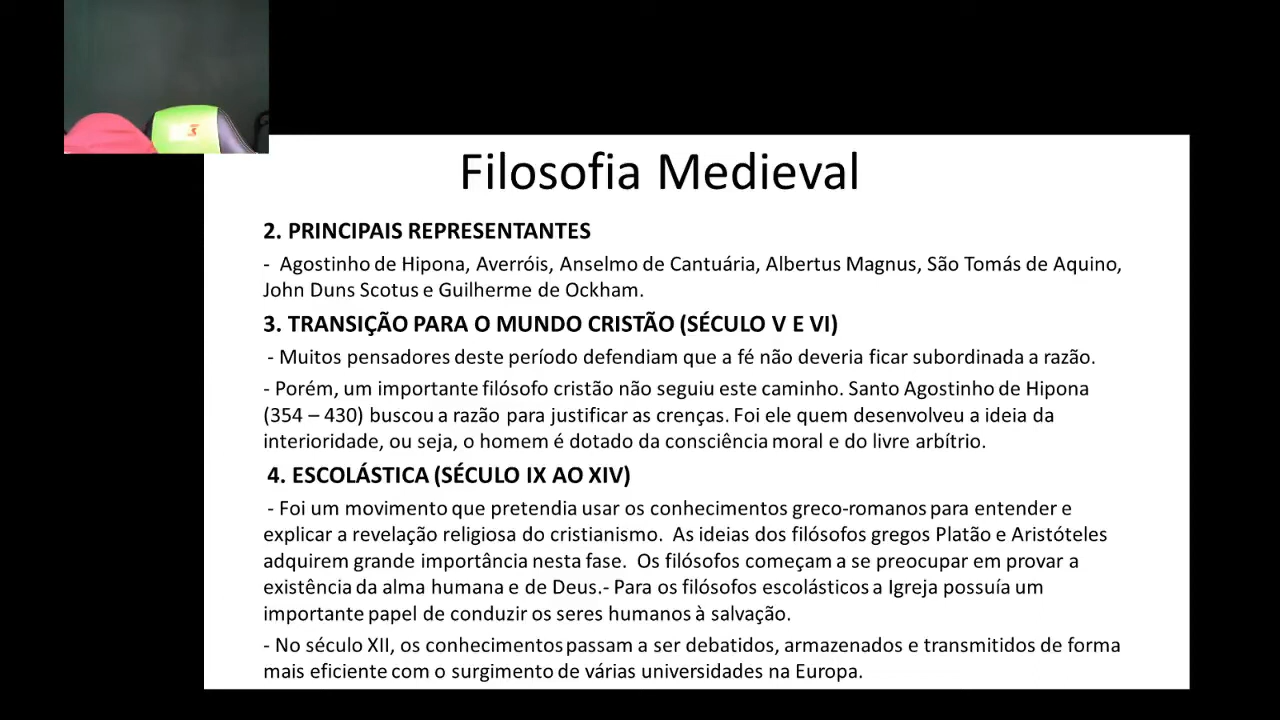 Filosofia Medieval
2. PRINCIPAIS REPRESENTANTES
- Agostinho de Hipona, Averróis, Anselmo de Cantuária, Albertus Magnus, São Tomás de Aquino,
John Duns Scotus e Guilherme de Ockham.
3. TRANSIÇÃO PARA O MUNDO CRISTÃO (SÉCULO V E VI)
- Muitos pensadores deste período defendiam que a fé não deveria ficar subordinada a razão.
- Porém, um importante filósofo cristão não seguiu este caminho. Santo Agostinho de Hipona
(354 – 430) buscou a razão para justificar as crenças. Foi ele quem desenvolveu a ideia da
interioridade, ou seja, o homem é dotado da consciência moral e do livre arbítrio.
4. ESCOLÁSTICA (SÉCULO IX AO XIV)
- Foi um movimento que pretendia usar os conhecimentos greco-romanos para entender e
explicar a revelação religiosa do cristianismo. As ideias dos filósofos gregos Platão e Aristóteles
adquirem grande importância nesta fase. Os filósofos começam a se preocupar em provar a
existência da alma humana e de Deus.- Para os filósofos escolásticos a Igreja possuía um
importante papel de conduzir os seres humanos à salvação.
- No século XII, os conhecimentos passam a ser debatidos, armazenados e transmitidos de forma
mais eficiente com o surgimento de várias universidades na Europa.